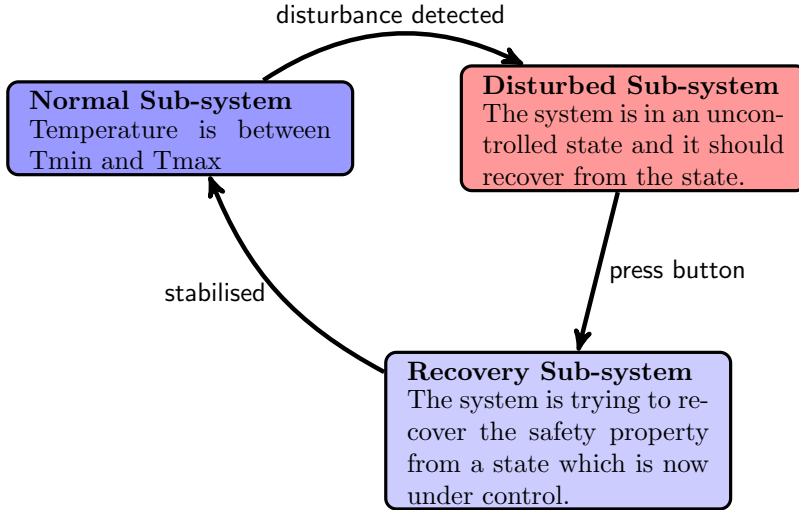 disturbance detected
Normal Sub-system
Temperature is between
Tmin and Tmax
Disturbed Sub-system
The system is in an uncon-
trolled state and it should
recover from the state.
press button
stabilised
Recovery Sub-system
The system is trying to re-
cover the safety property
from a state which is now
under control.